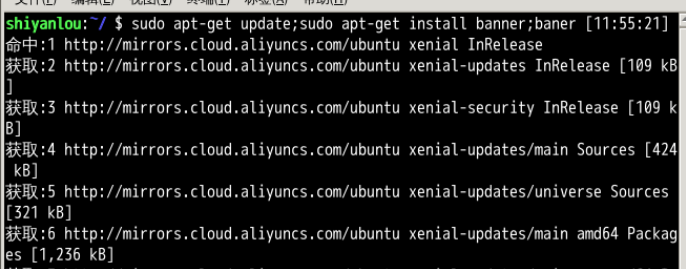 shiyanlou:~/ $ sudo apt-get update;sudo apt-get install banner;baner [11:55:21]
命中:1 http://mirrors.cloud.aliyuncs.com/ubuntu xenial InRelease
获取:2 http://mirrors.cloud.aliyuncs.com/ubuntu xenial-updates InRelease [109 kB
]
获取:3 http://mirrors.cloud.aliyuncs.com/ubuntu xenial-security InRelease [109 k
B]
获取:4 http://mirrors.cloud.aliyuncs.com/ubuntu xenial-updates/main Sources [424
 kB]
获取:5 http://mirrors.cloud.aliyuncs.com/ubuntu xenial-updates/universe Sources
[321 kB]
获取:6 http://mirrors.cloud.aliyuncs.com/ubuntu xenial-updates/main amd64 Packag
es [1,236 kB]